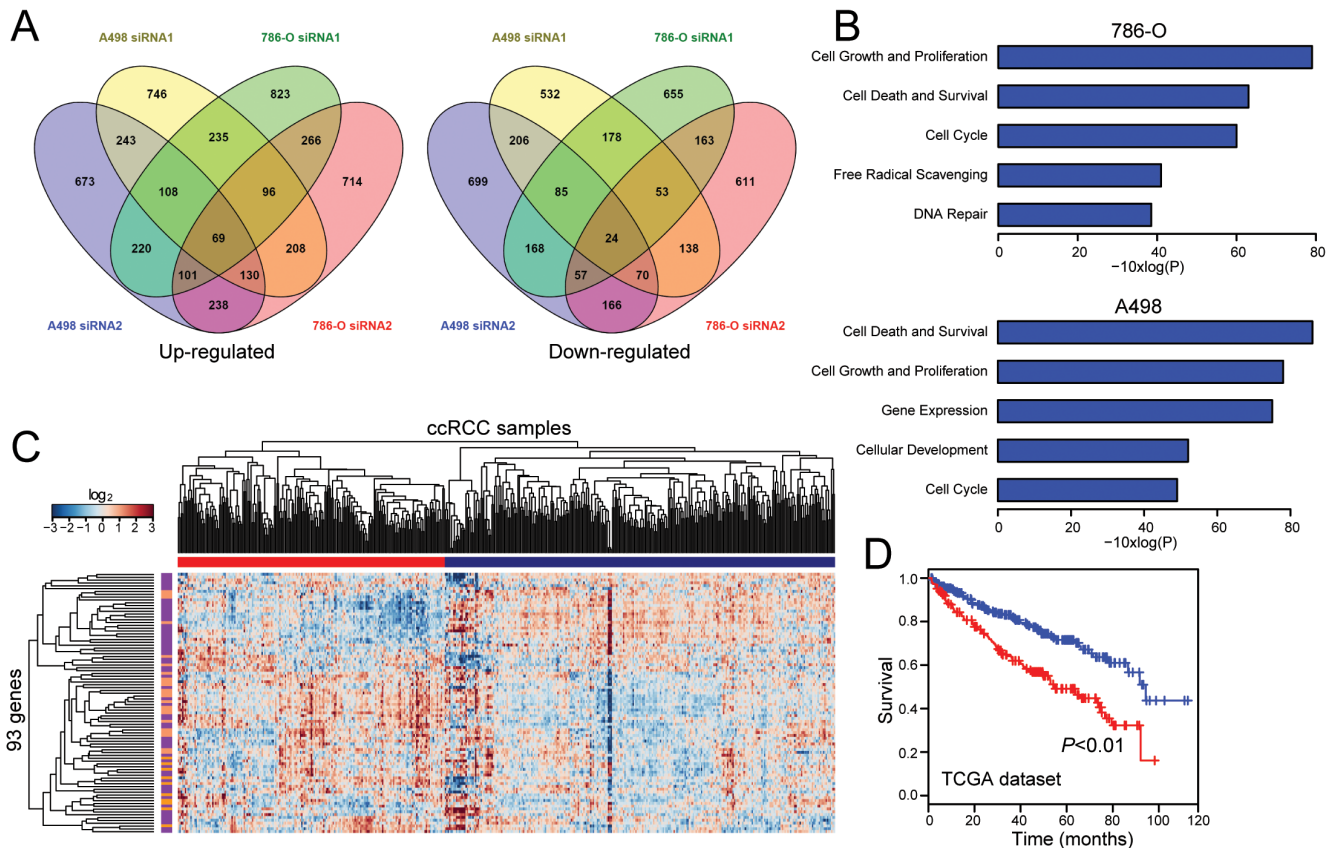 A
A498 siRNA1
786-O siRNA1
746
823
243
235
266
673
108
96
714
69
220
208
101
130
238
A498 siRNA2
786-O siRNA2
Up-regulated
A498 siRNA1
786-O siRNA1
532
655
206
178
163
699
85
53
611
24
168
138
57
70
166
A498 siRNA2
786-O siRNA2
Down-regulated
B
786-O
Cell Growth and Proliferation
Cell Death and Survival
Cell Cycle
Free Radical Scavenging
DNA Repair
0 20 40 60 80
−10xlog(P)
A498
Cell Death and Survival
Cell Growth and Proliferation
Gene Expression
Cellular Development
Cell Cycle
0 20 40 60 80
−10xlog(P)
C
ccRCC samples
log2
−3 −2 −1 0 1 2 3
93 genes
D
1.0
0.8
0.6
0.4
0.2
0.0
Survival
P<0.01
TCGA dataset
0 20 40 60 80 100 120
Time (months)